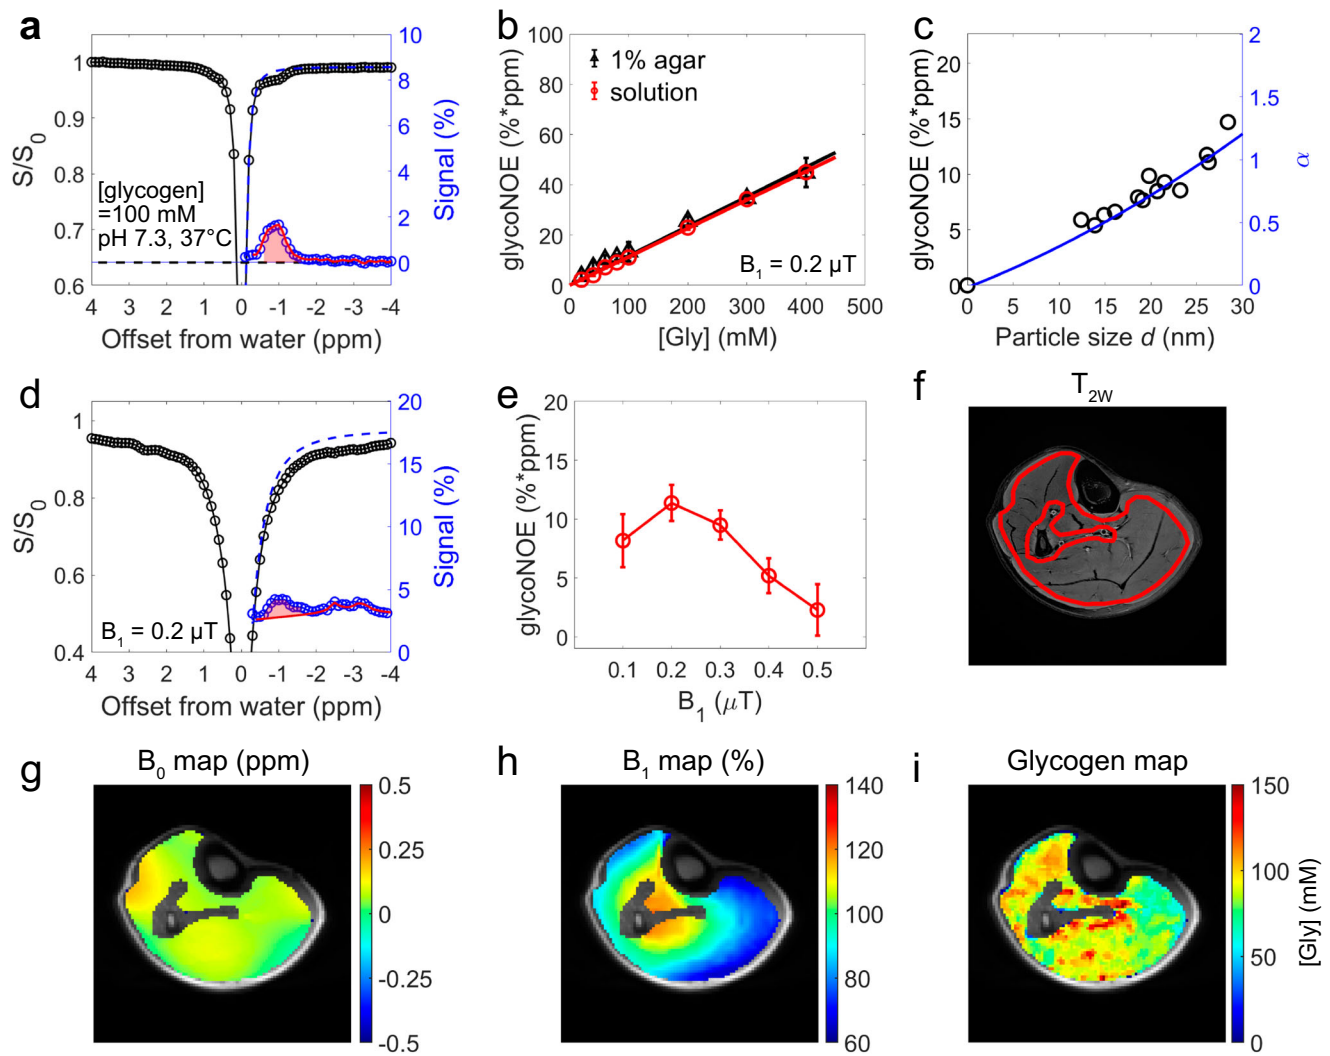 a
S/S0
1
0.9
0.8
0.7
0.6
[glycogen]
=100 mM
pH 7.3, 37°C
4 3 2 1 0 -1 -2 -3 -4
Offset from water (ppm)
10
8
6
4
2
0
Signal (%)
b
glycoNOE (%*ppm)
100
80
60
40
20
0
1% agar
solution
B1 = 0.2 µT
0 100 200 300 400 500
[Gly] (mM)
c
glycoNOE (%*ppm)
20
15
10
5
0
0 5 10 15 20 25 30
Particle size d (nm)
2
1.5
1
0.5
0
α
d
S/S0
1
0.8
0.6
0.4
B1 = 0.2 µT
4 3 2 1 0 -1 -2 -3 -4
Offset from water (ppm)
20
15
10
5
0
Signal (%)
e
glycoNOE (%*ppm)
20
15
10
5
0
0.1 0.2 0.3 0.4 0.5
B1 (µT)
f
T2W
g
B0 map (ppm)
0.5
0.25
0
-0.25
-0.5
h
B1 map (%)
140
120
100
80
60
i
Glycogen map
150
100
50
0
[Gly] (mM)